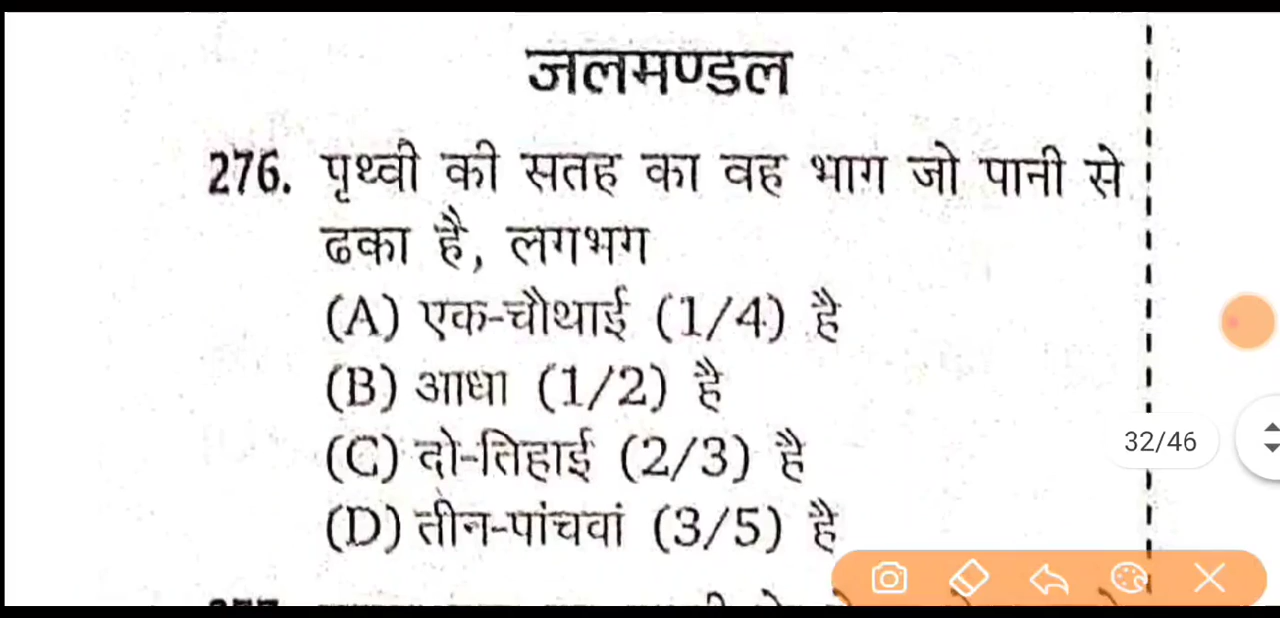 जलमण्डल
276. पृथ्वी की सतह का वह भाग जो पानी से
ढका है, लगभग
(A) एक-चौथाई (1/4) है
(B) आधा (1/2) है
(C) दो-तिहाई (2/3) है
32/46
(D) तीन-पांचवां (3/5) है